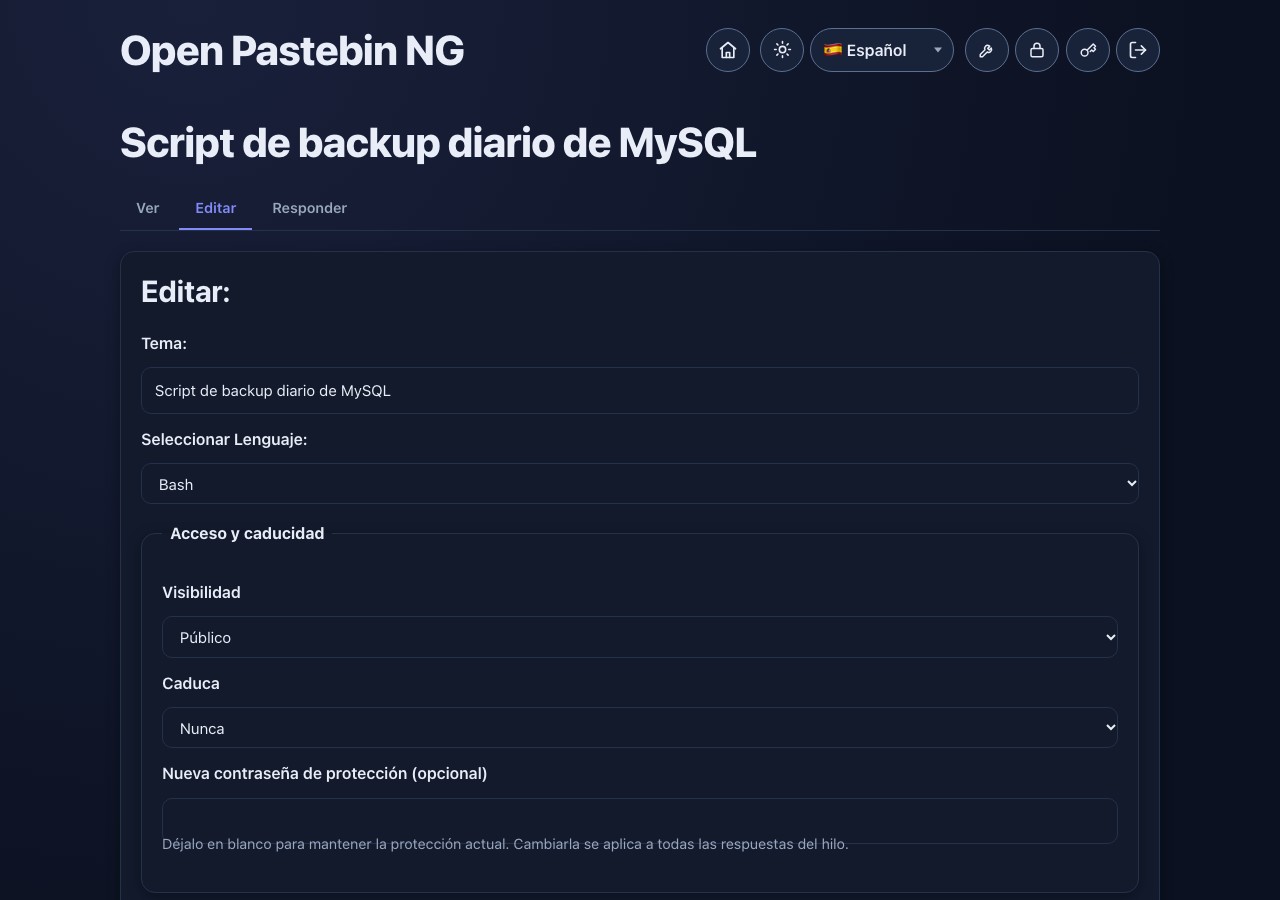 Open Pastebin NG
Español
Script de backup diario de MySQL
Ver
Editar
Responder
Editar:
Tema:
Script de backup diario de MySQL
Seleccionar Lenguaje:
Bash
Acceso y caducidad
Visibilidad
Público
Caduca
Nunca
Nueva contraseña de protección (opcional)
Déjalo en blanco para mantener la protección actual. Cambiarla se aplica a todas las respuestas del hilo.